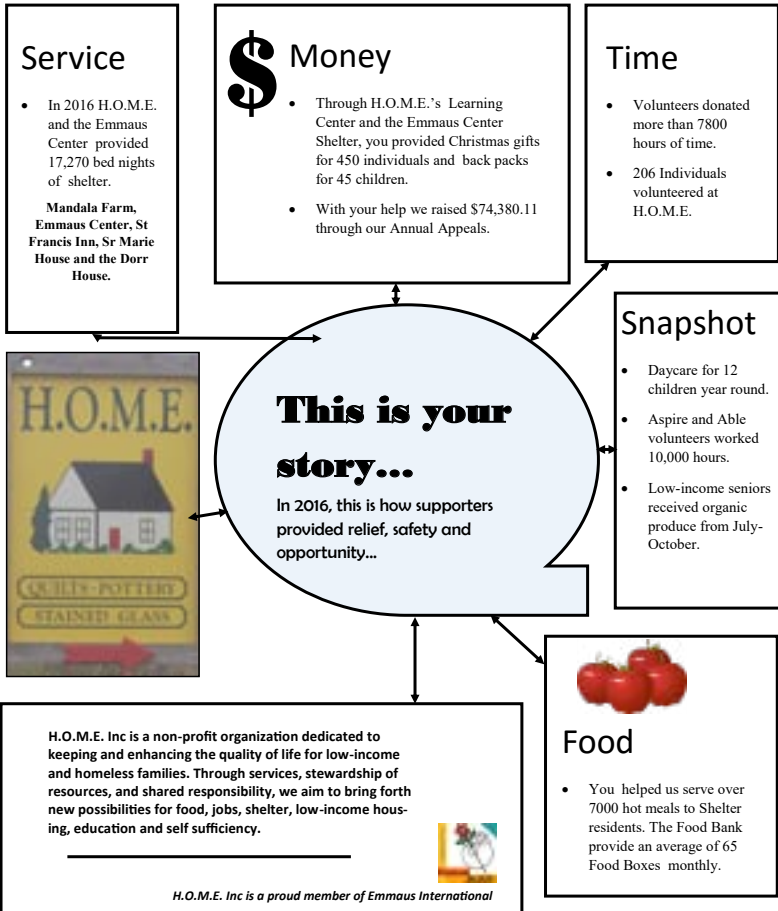 Service
• In 2016 H.O.M.E.
and the Emmaus
Center provided
17,270 bed nights
of shelter.
Mandala Farm,
Emmaus Center, St
Francis Inn, Sr Marie
House and the Dorr
House.
$ Money
• Through H.O.M.E.'s Learning
Center and the Emmaus Center
Shelter, you provided Christmas gifts
for 450 individuals and back packs
for 45 children.
• With your help we raised $74,380.11
through our Annual Appeals.
Time
• Volunteers donated
more than 7800
hours of time.
• 206 Individuals
volunteered at
H.O.M.E.
Snapshot
• Daycare for 12
children year round.
• Aspire and Able
volunteers worked
10,000 hours.
• Low-income seniors
received organic
produce from July-
October.
H.O.M.E.
QUILTS-POTTERY
STAINED GLASS
This is your
story...
In 2016, this is how supporters
provided relief, safety and
opportunity...
Food
• You helped us serve over
7000 hot meals to Shelter
residents. The Food Bank
provide an average of 65
Food Boxes monthly.
H.O.M.E. Inc is a non-profit organization dedicated to
keeping and enhancing the quality of life for low-income
and homeless families. Through services, stewardship of
resources, and shared responsibility, we aim to bring forth
new possibilities for food, jobs, shelter, low-income hous-
ing, education and self sufficiency.
H.O.M.E. Inc is a proud member of Emmaus International